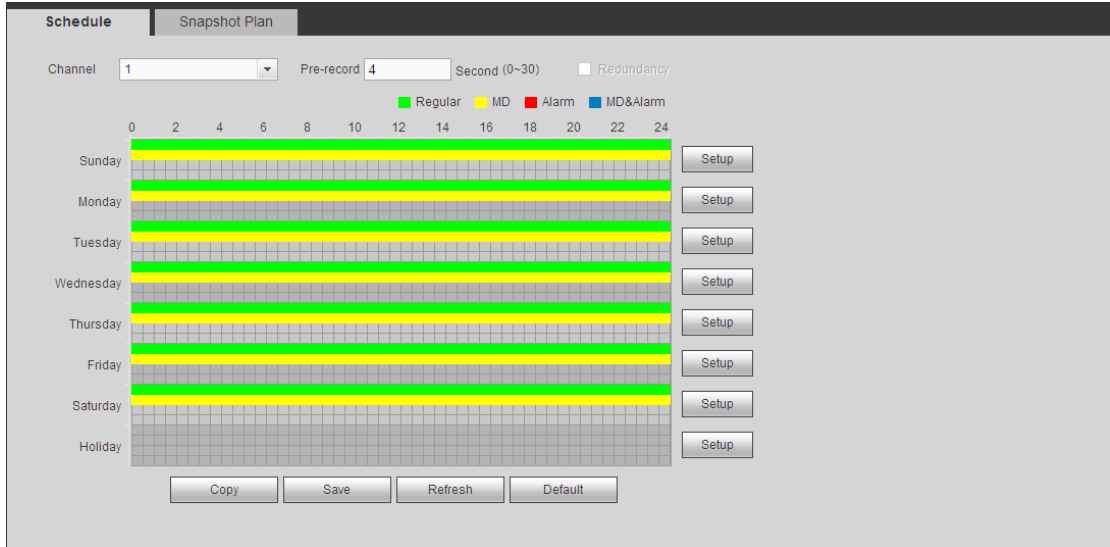 Schedule Snapshot Plan
Channel 1 Pre-record 4 Second (0~30) Redundancy
Regular MD Alarm MD&Alarm
0 2 4 6 8 10 12 14 16 18 20 22 24
Sunday Setup
Monday Setup
Tuesday Setup
Wednesday Setup
Thursday Setup
Friday Setup
Saturday Setup
Holiday Setup
Copy Save Refresh Default